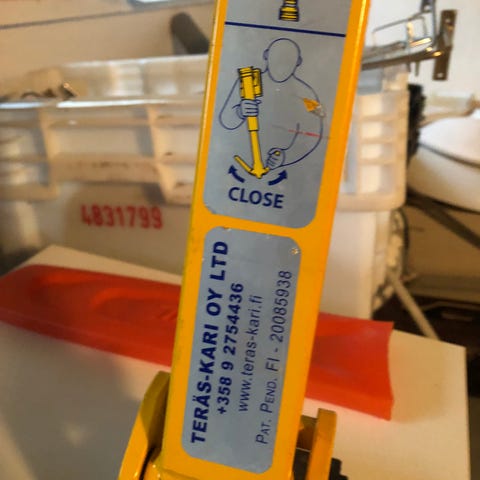 CLOSE
4831799
TERÄS-KARI OY LTD
+358 9 2754436
www.teras-kari.fi
PAT. PEND. FI - 20085938